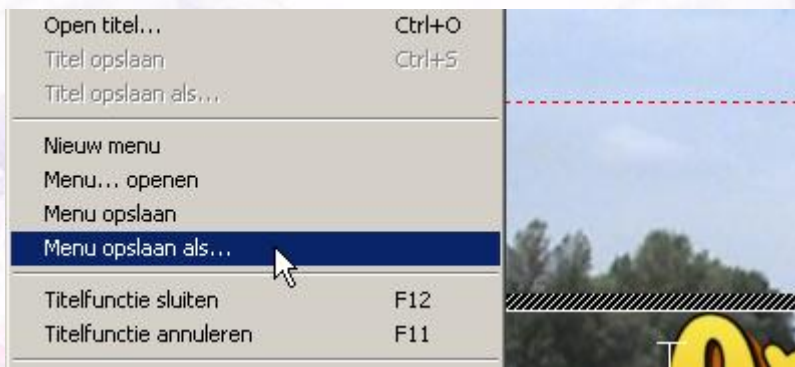 Open titel... Ctrl+O
Titel opslaan Ctrl+S
Titel opslaan als...
Nieuw menu
Menu... openen
Menu opslaan
Menu opslaan als...
Titelfunctie sluiten F12
Titelfunctie annuleren F11